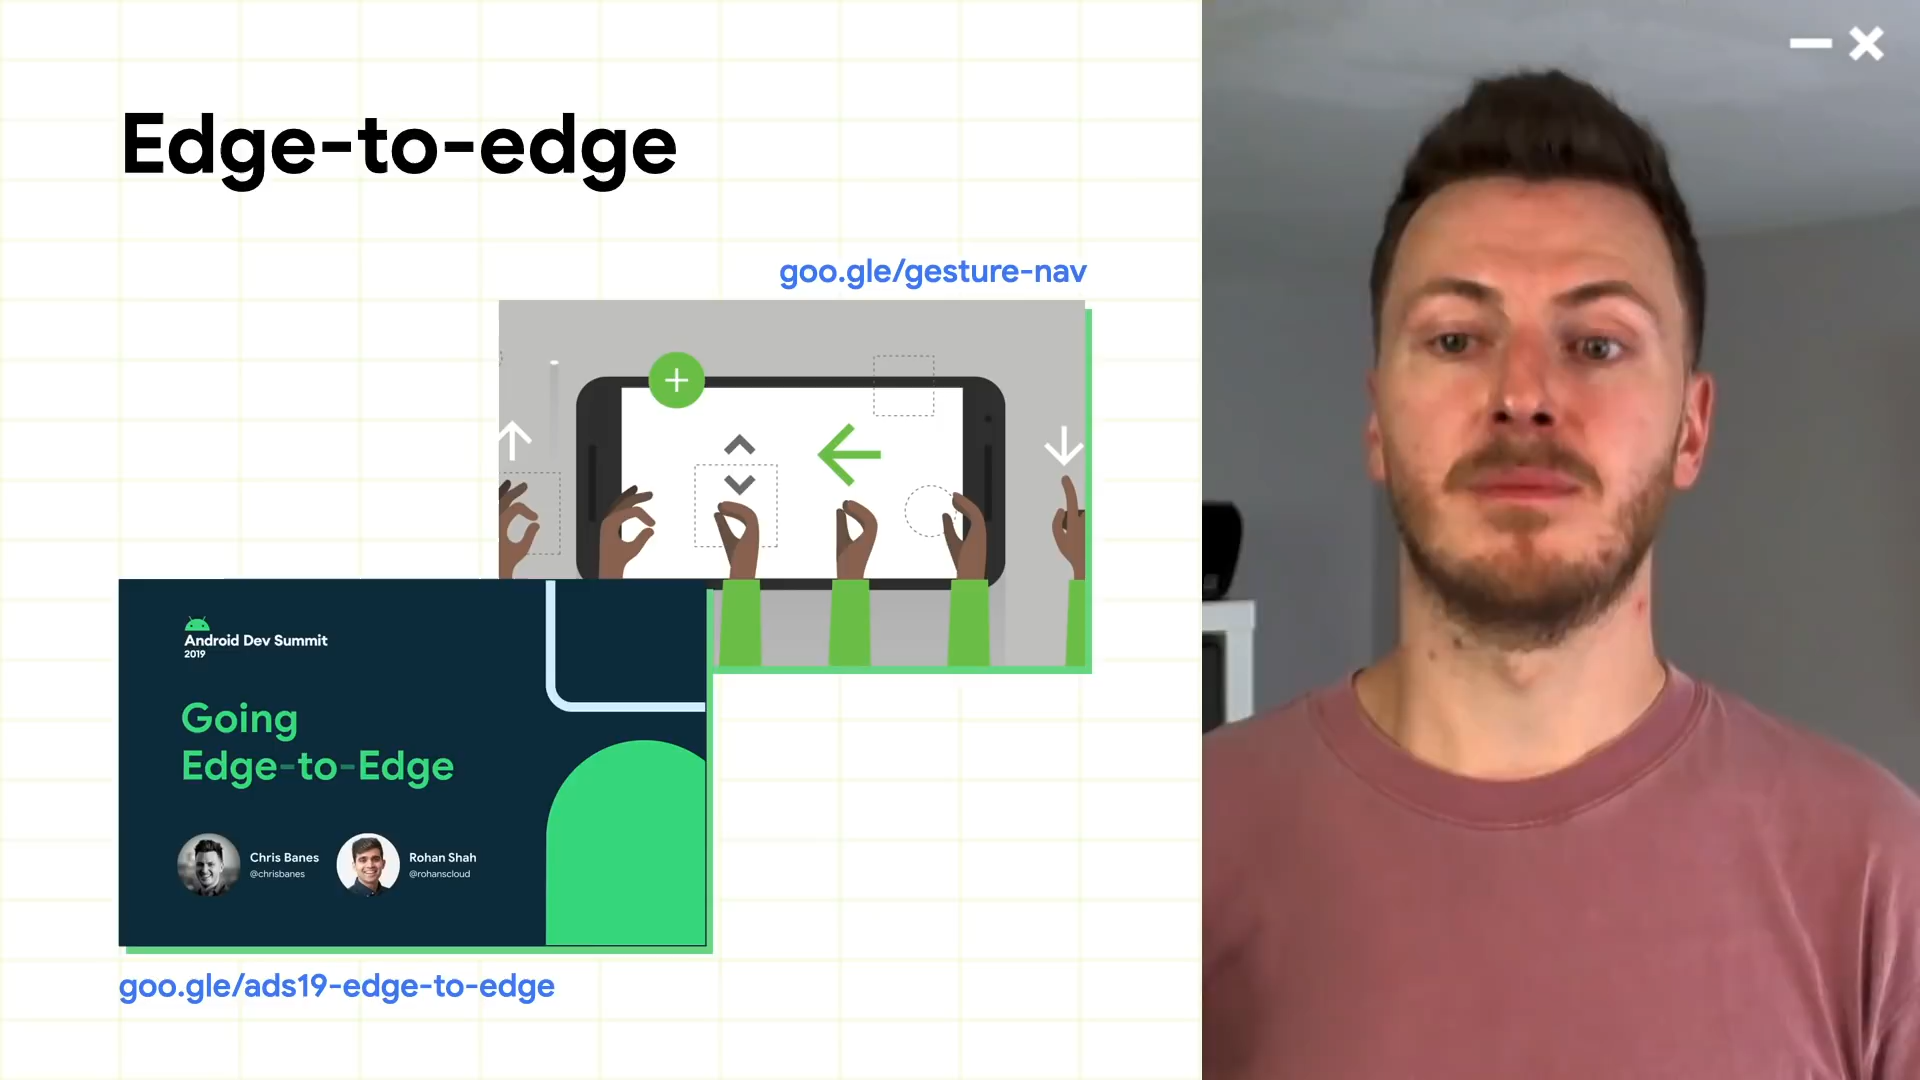 Edge-to-edge
goo.gle/gesture-nav
Android Dev Summit
2019
Going
Edge-to-Edge
Chris Banes
@chrisbanes
Rohan Shah
@rohanscloud
goo.gle/ads19-edge-to-edge